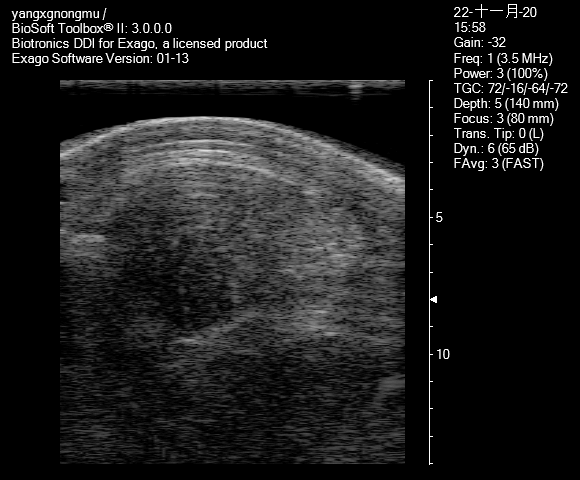 yangxgnongmu /
BioSoft Toolbox® II: 3.0.0.0
Biotronics DDI for Exago, a licensed product
Exago Software Version: 01-13
22-十一月-20
15:58
Gain: -32
Freq: 1 (3.5 MHz)
Power: 3 (100%)
TGC: 72/-16/-64/-72
Depth: 5 (140 mm)
Focus: 3 (80 mm)
Trans. Tip: 0 (L)
Dyn.: 6 (65 dB)
FAvg: 3 (FAST)
5
10